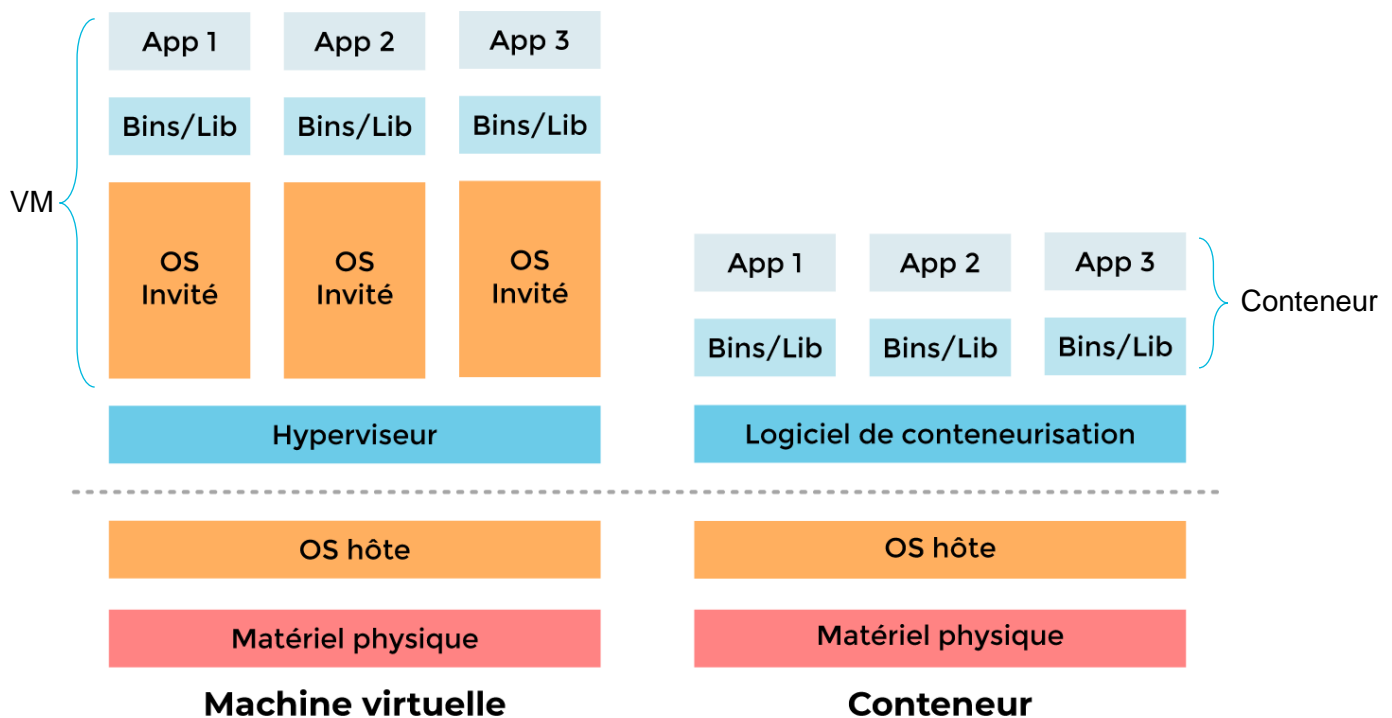 App 1
App 2
App 3
Bins/Lib
Bins/Lib
Bins/Lib
VM
OS
Invité
OS
Invité
OS
Invité
Hyperviseur
OS hôte
Matériel physique
Machine virtuelle
App 1
App 2
App 3
Conteneur
Bins/Lib
Bins/Lib
Bins/Lib
Logiciel de conteneurisation
OS hôte
Matériel physique
Conteneur